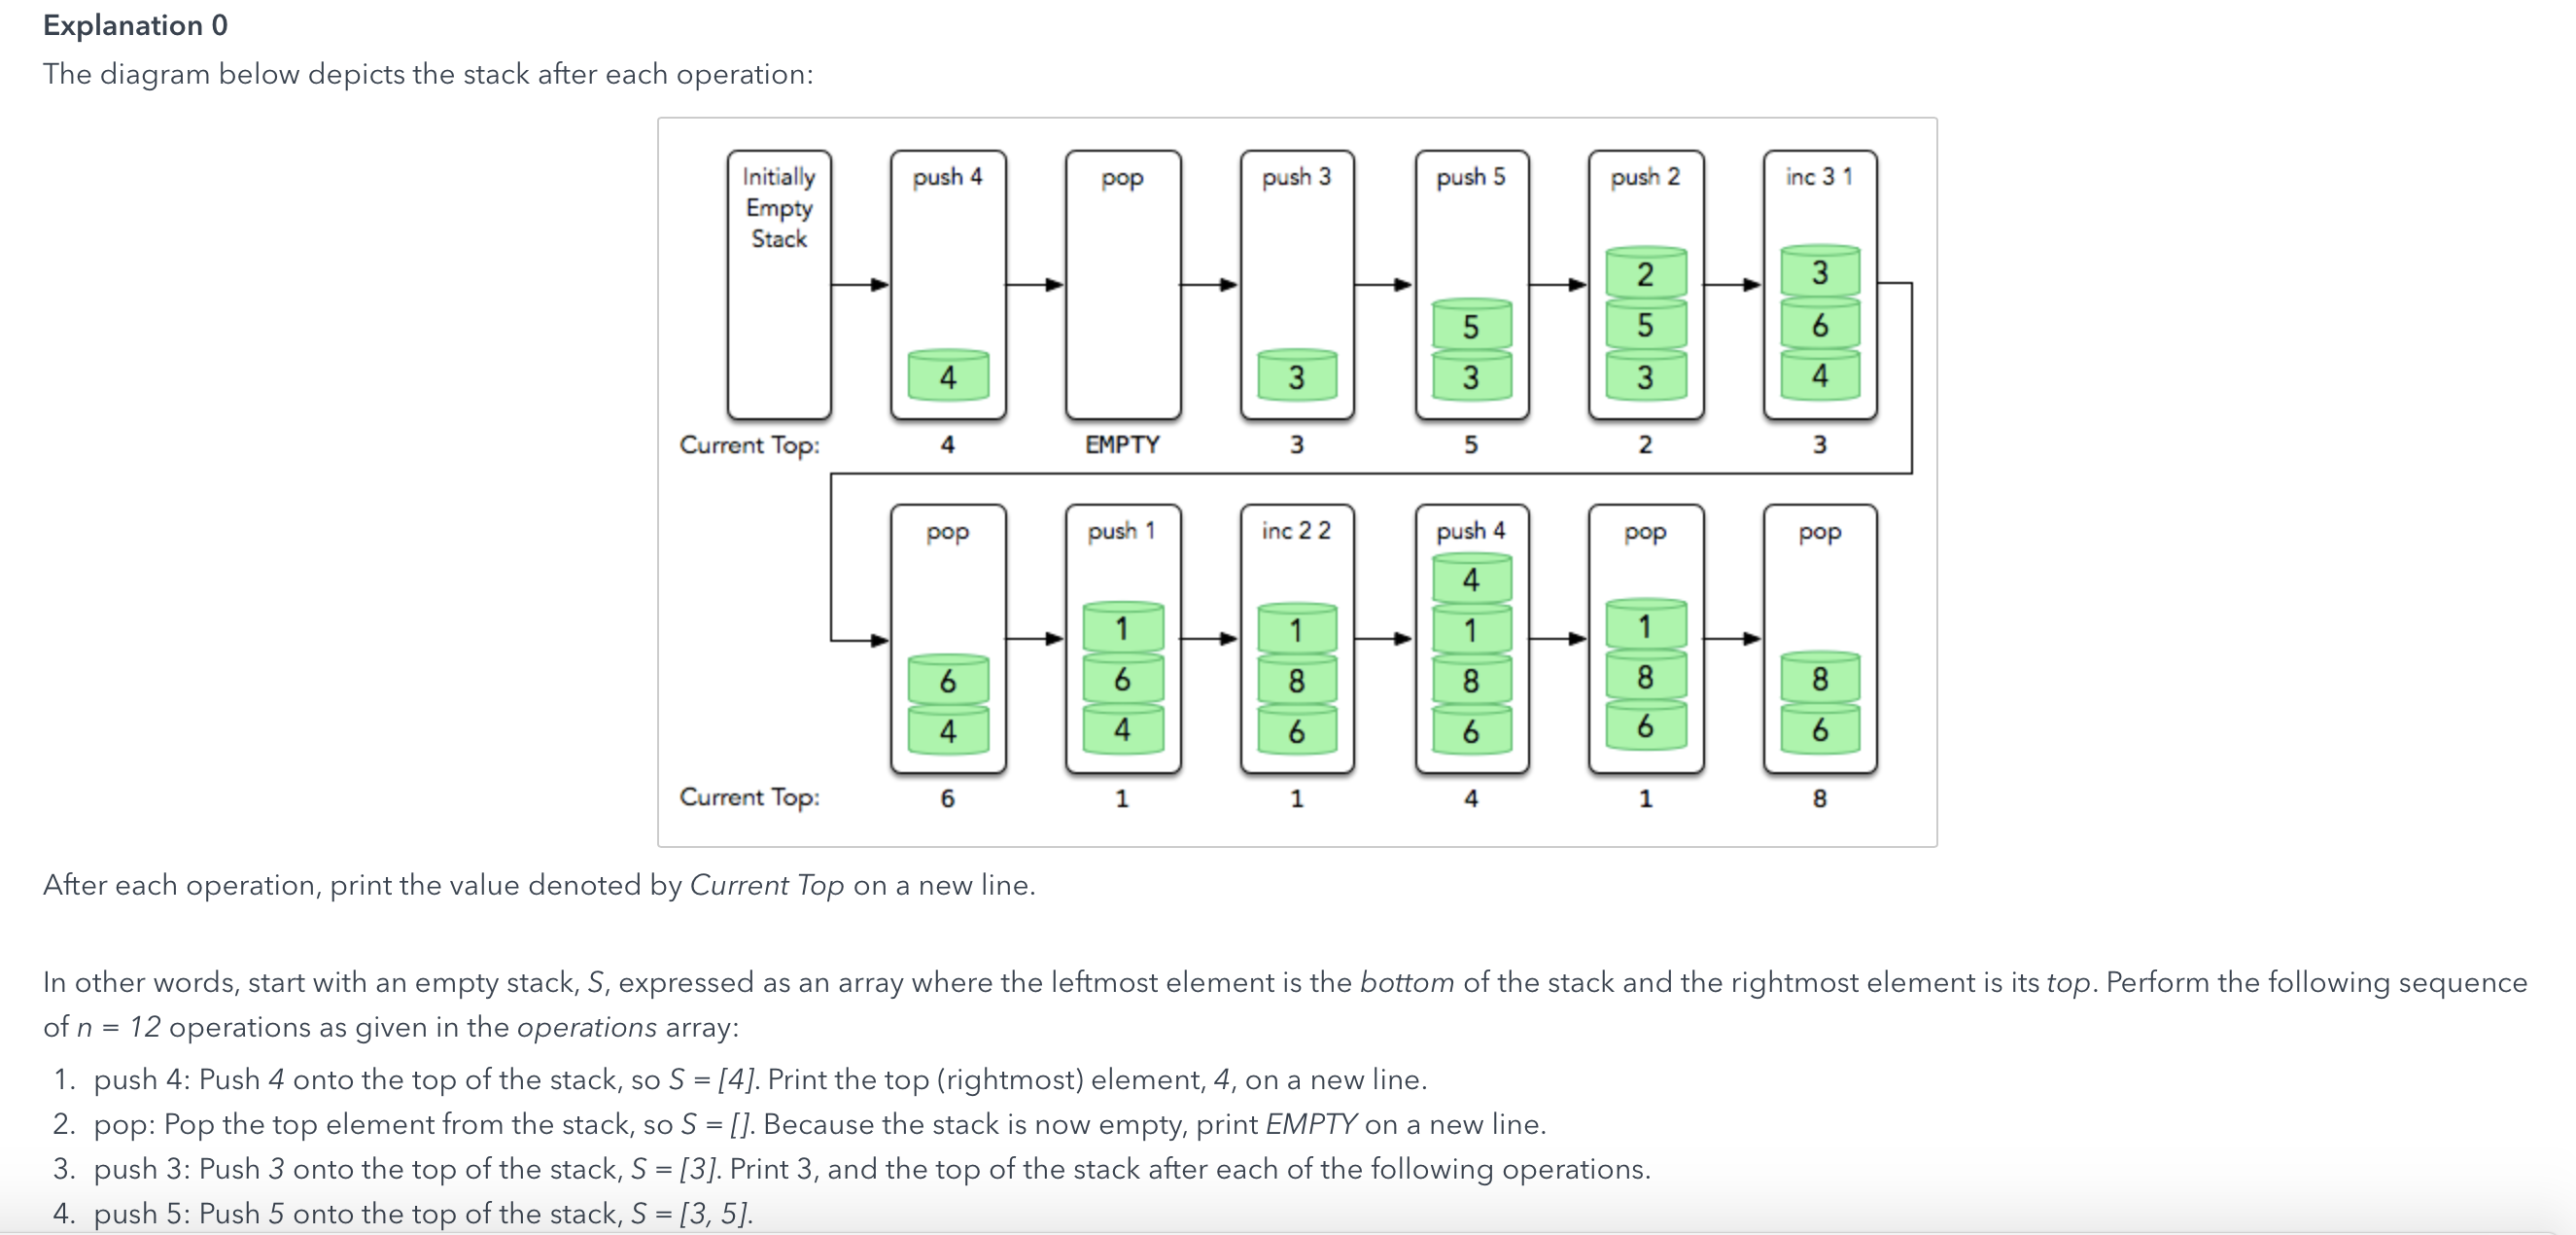 Explanation 0
The diagram below depicts the stack after each operation:
Initially
Empty
Stack
push 4
pop
push 3
push 5
push 2
inc 3 1
4
3
5
3
2
5
3
3
6
4
Current Top:
4
EMPTY
3
5
2
3
pop
push 1
inc 2 2
push 4
pop
pop
6
4
1
6
4
1
8
6
4
1
8
6
1
8
6
8
6
Current Top:
6
1
1
4
1
8
After each operation, print the value denoted by Current Top on a new line.
In other words, start with an empty stack, S, expressed as an array where the leftmost element is the bottom of the stack and the rightmost element is its top. Perform the following sequence
of n = 12 operations as given in the operations array:
1. push 4: Push 4 onto the top of the stack, so S = [4]. Print the top (rightmost) element, 4, on a new line.
2. pop: Pop the top element from the stack, so S = []. Because the stack is now empty, print EMPTY on a new line.
3. push 3: Push 3 onto the top of the stack, S = [3]. Print 3, and the top of the stack after each of the following operations.
4. push 5: Push 5 onto the top of the stack, S = [3, 5].